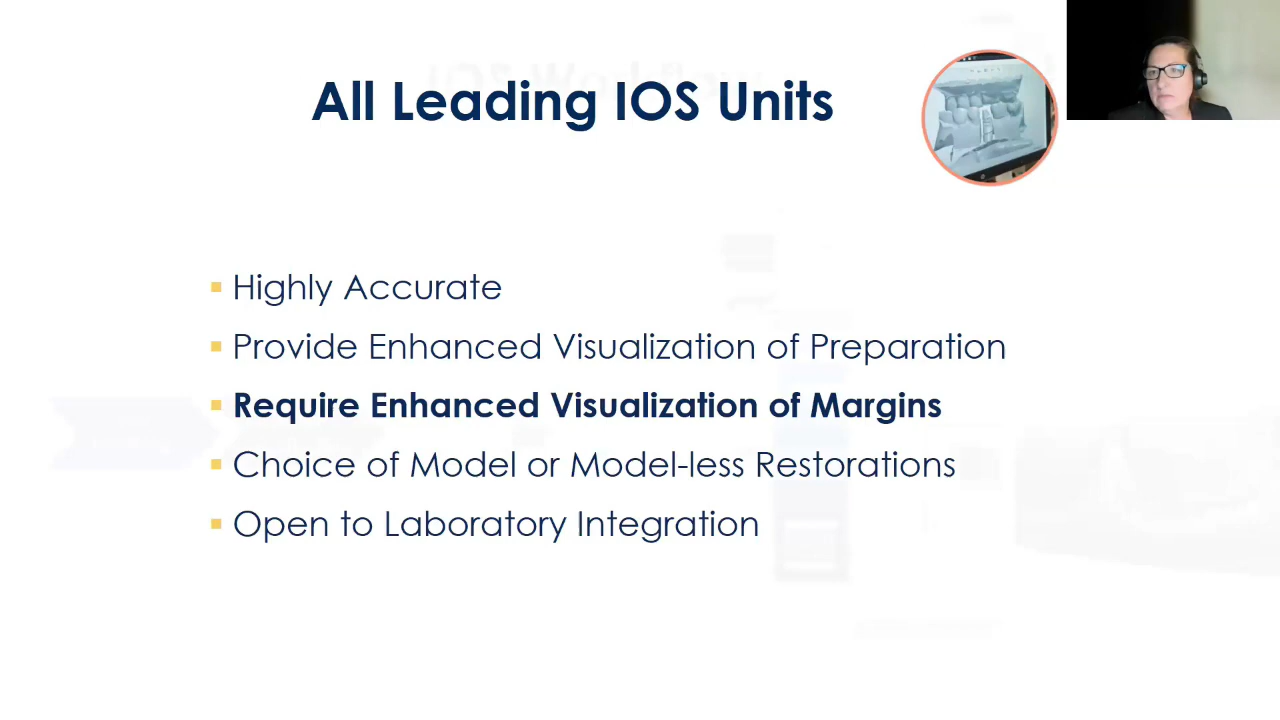 All Leading IOS Units
Highly Accurate
Provide Enhanced Visualization of Preparation
Require Enhanced Visualization of Margins
Choice of Model or Model-less Restorations
Open to Laboratory Integration